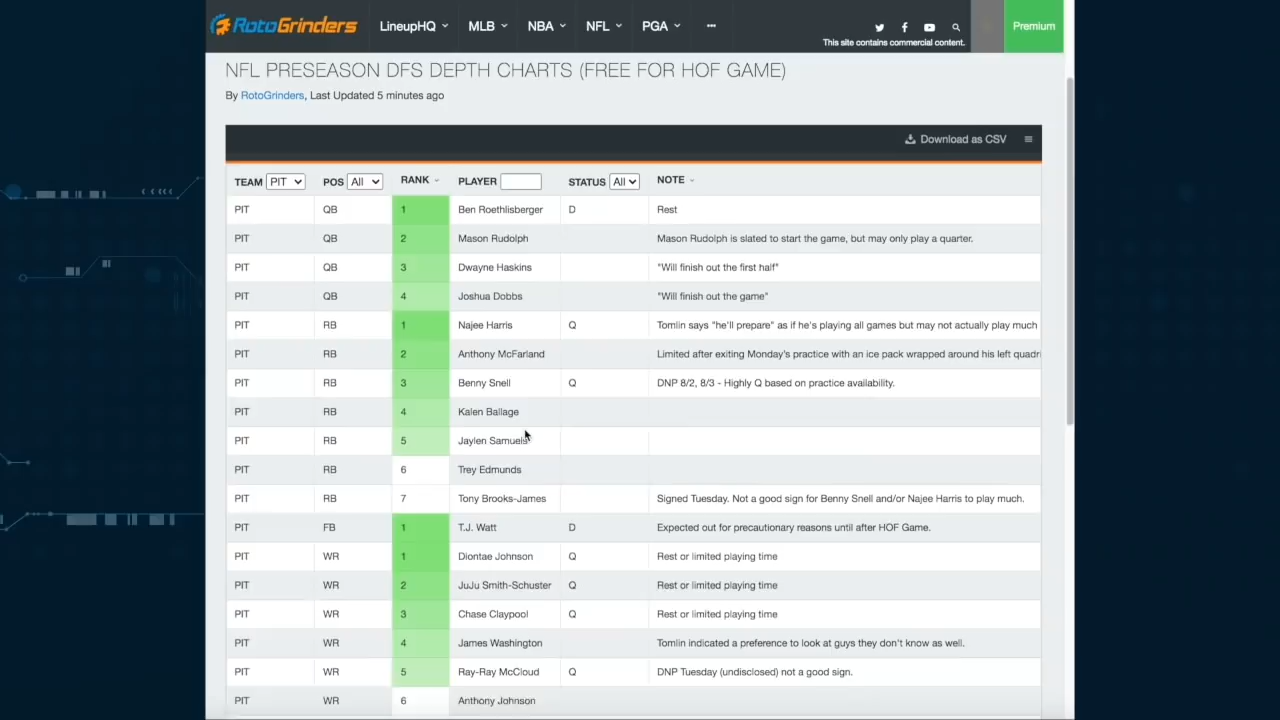 RotoGrinders LineupHQ MLB NBA NFL PGA ••• Premium
This site contains commercial content.
NFL PRESEASON DFS DEPTH CHARTS (FREE FOR HOF GAME)
By RotoGrinders, Last Updated 5 minutes ago
Download as CSV
TEAM PIT POS All RANK PLAYER STATUS All NOTE
PIT QB 1 Ben Roethlisberger D Rest
PIT QB 2 Mason Rudolph Mason Rudolph is slated to start the game, but may only play a quarter.
PIT QB 3 Dwayne Haskins "Will finish out the first half"
PIT QB 4 Joshua Dobbs "Will finish out the game"
PIT RB 1 Najee Harris Q Tomlin says "he'll prepare" as if he's playing all games but may not actually play much
PIT RB 2 Anthony McFarland Limited after exiting Monday's practice with an ice pack wrapped around his left quadri
PIT RB 3 Benny Snell Q DNP 8/2, 8/3 - Highly Q based on practice availability.
PIT RB 4 Kalen Ballage
PIT RB 5 Jaylen Samuels
PIT RB 6 Trey Edmunds
PIT RB 7 Tony Brooks-James Signed Tuesday. Not a good sign for Benny Snell and/or Najee Harris to play much.
PIT FB 1 T.J. Watt D Expected out for precautionary reasons until after HOF Game.
PIT WR 1 Diontae Johnson Q Rest or limited playing time
PIT WR 2 JuJu Smith-Schuster Q Rest or limited playing time
PIT WR 3 Chase Claypool Q Rest or limited playing time
PIT WR 4 James Washington Tomlin indicated a preference to look at guys they don't know as well.
PIT WR 5 Ray-Ray McCloud Q DNP Tuesday (undisclosed) not a good sign.
PIT WR 6 Anthony Johnson